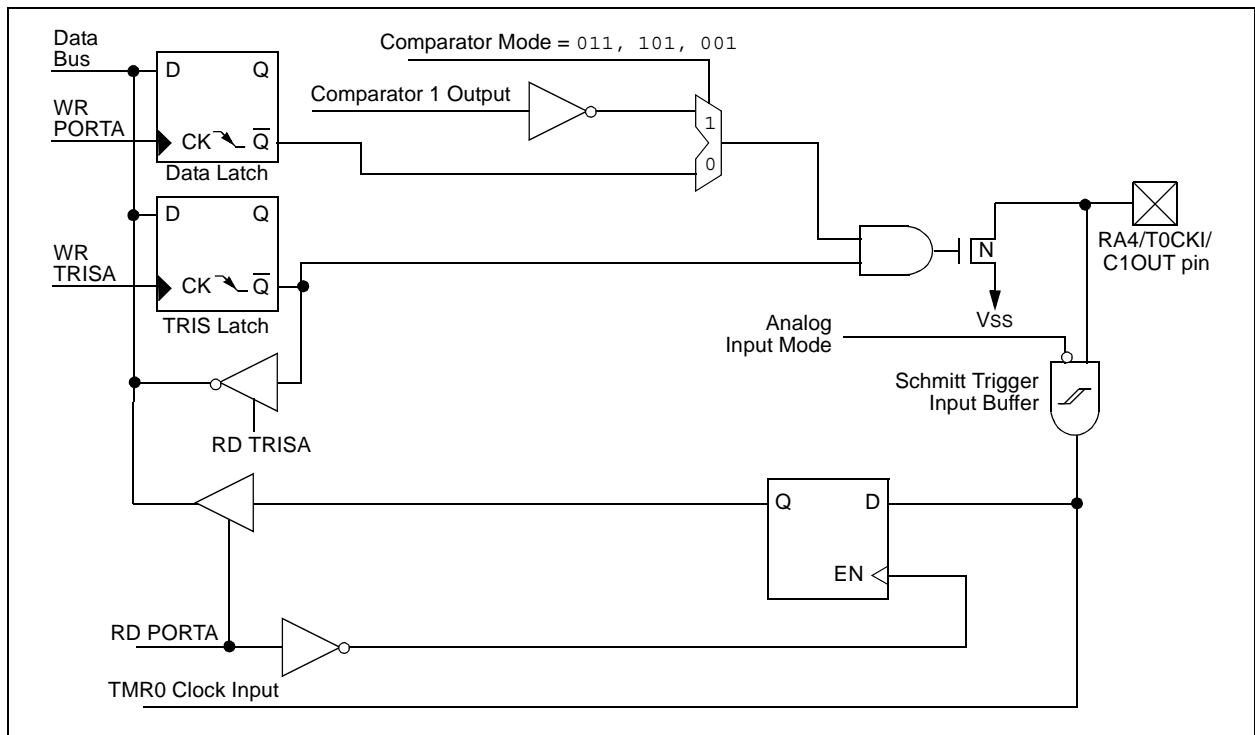 Data
Bus
D Q
WR
PORTA
CK Q
Data Latch
Comparator Mode = 011, 101, 001
Comparator 1 Output
1
0
D Q
WR
TRISA
CK Q
TRIS Latch
N
VSS
RA4/T0CKI/
C1OUT pin
Analog
Input Mode
Schmitt Trigger
Input Buffer
RD TRISA
Q D
EN
RD PORTA
TMR0 Clock Input